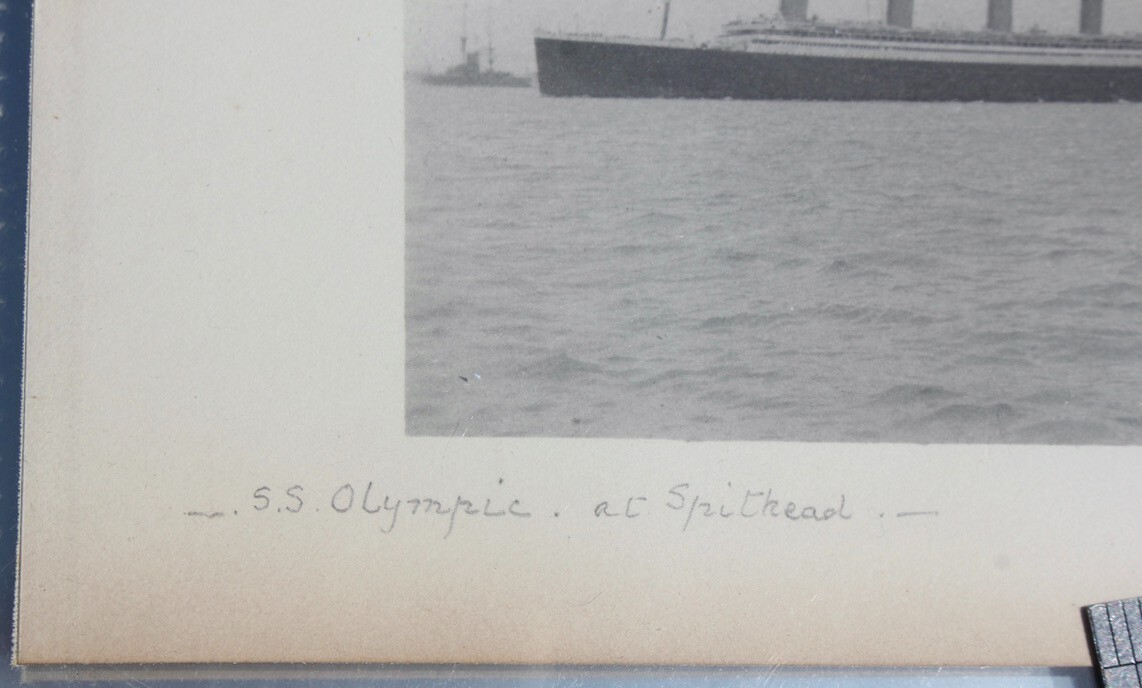 —. S.S. Olympic . at Spithead . —